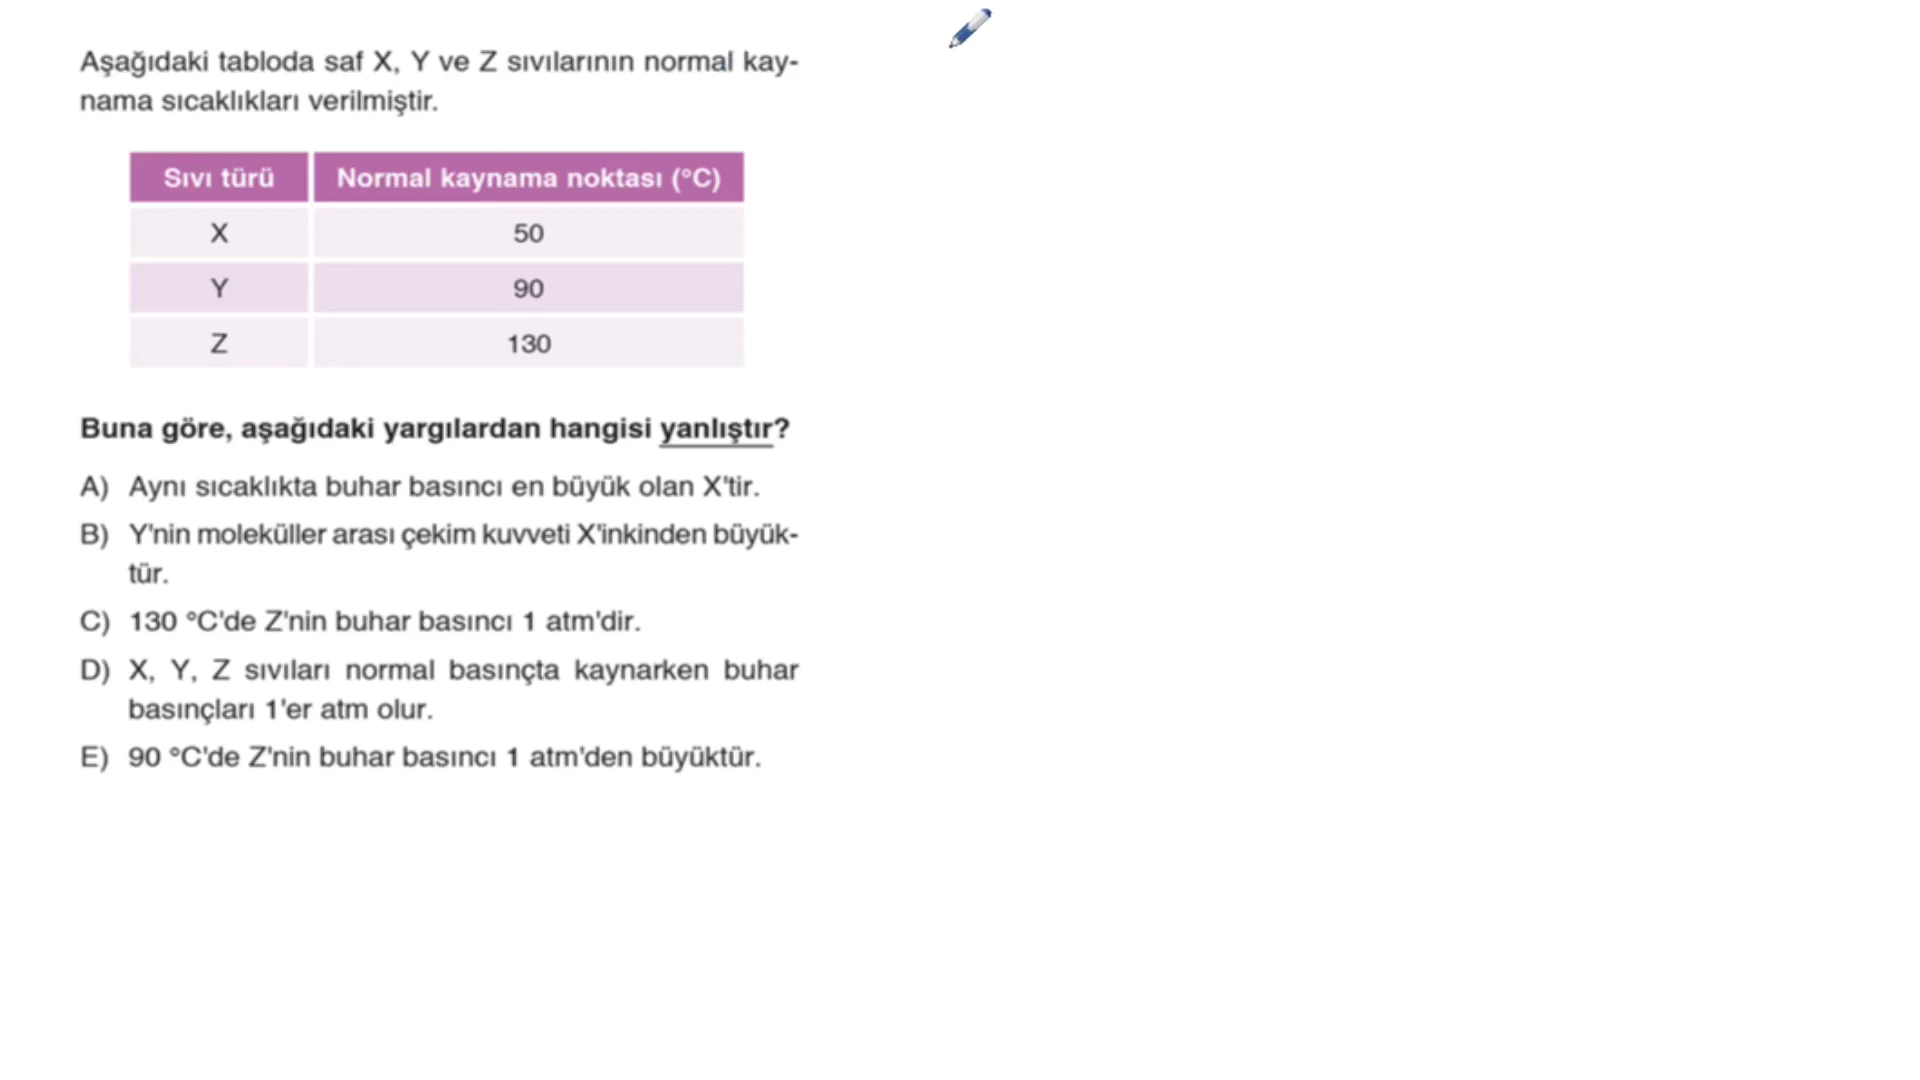 Aşağıdaki tabloda saf X, Y ve Z sıvılarının normal kay-
nama sıcaklıkları verilmiştir.
Sıvı türü Normal kaynama noktası (°C)
X 50
Y 90
Z 130
Buna göre, aşağıdaki yargılardan hangisi yanlıştır?
A) Aynı sıcaklıkta buhar basıncı en büyük olan X'tir.
B) Y'nin moleküller arası çekim kuvveti X'inkinden büyük-
tür.
C) 130 °C'de Z'nin buhar basıncı 1 atm'dir.
D) X, Y, Z sıvıları normal basınçta kaynarken buhar
basınçları 1'er atm olur.
E) 90 °C'de Z'nin buhar basıncı 1 atm'den büyüktür.